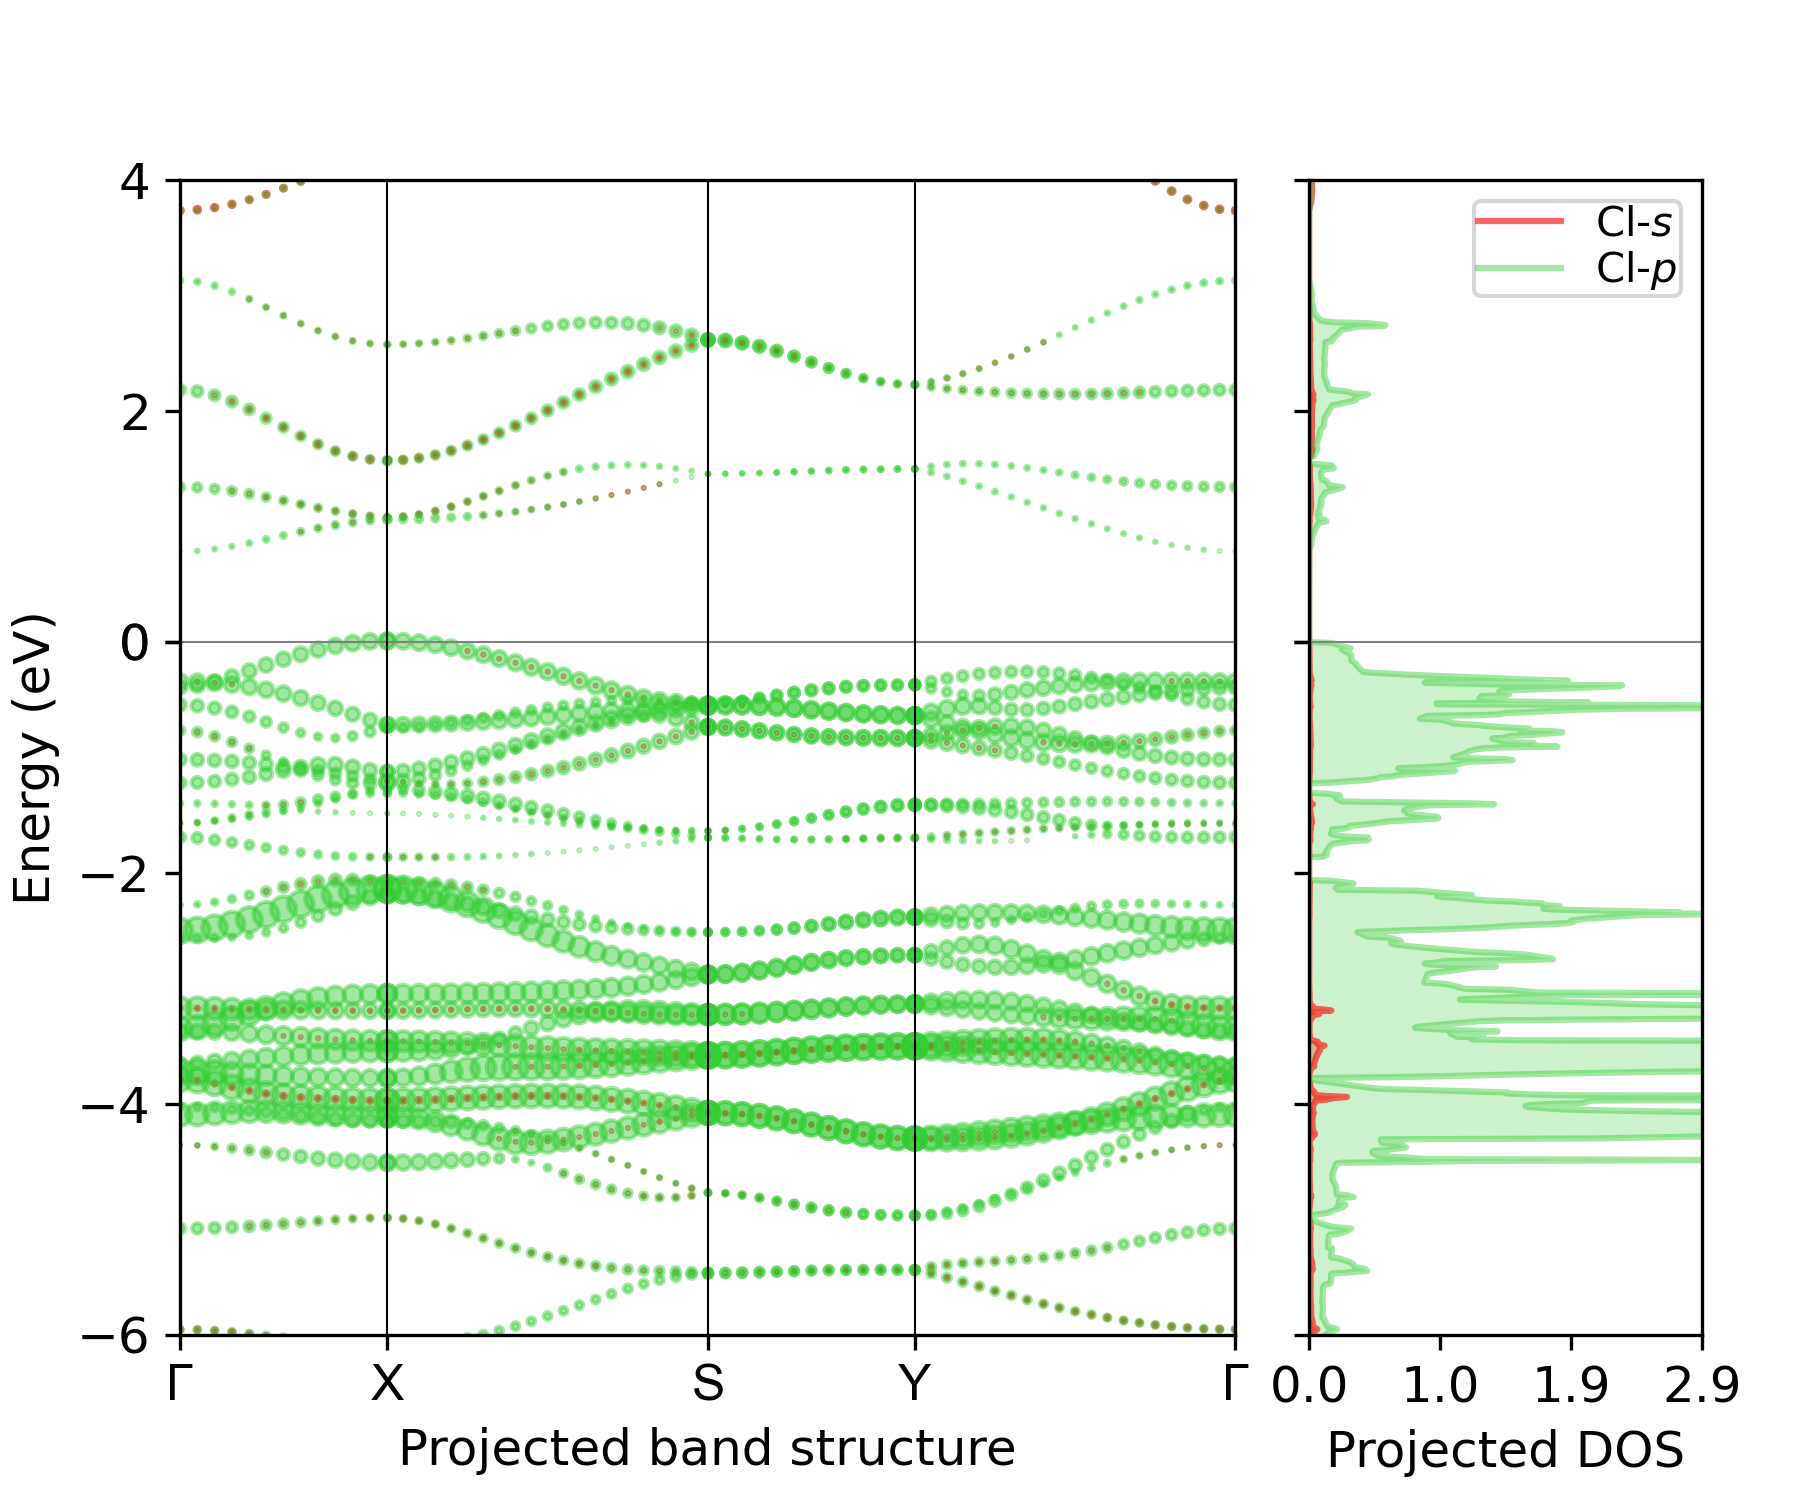 4
2
0
−2
−4
−6
Energy (eV)
Γ X S Y Γ
Projected band structure
Cl-s
Cl-p
0.0 1.0 1.9 2.9
Projected DOS